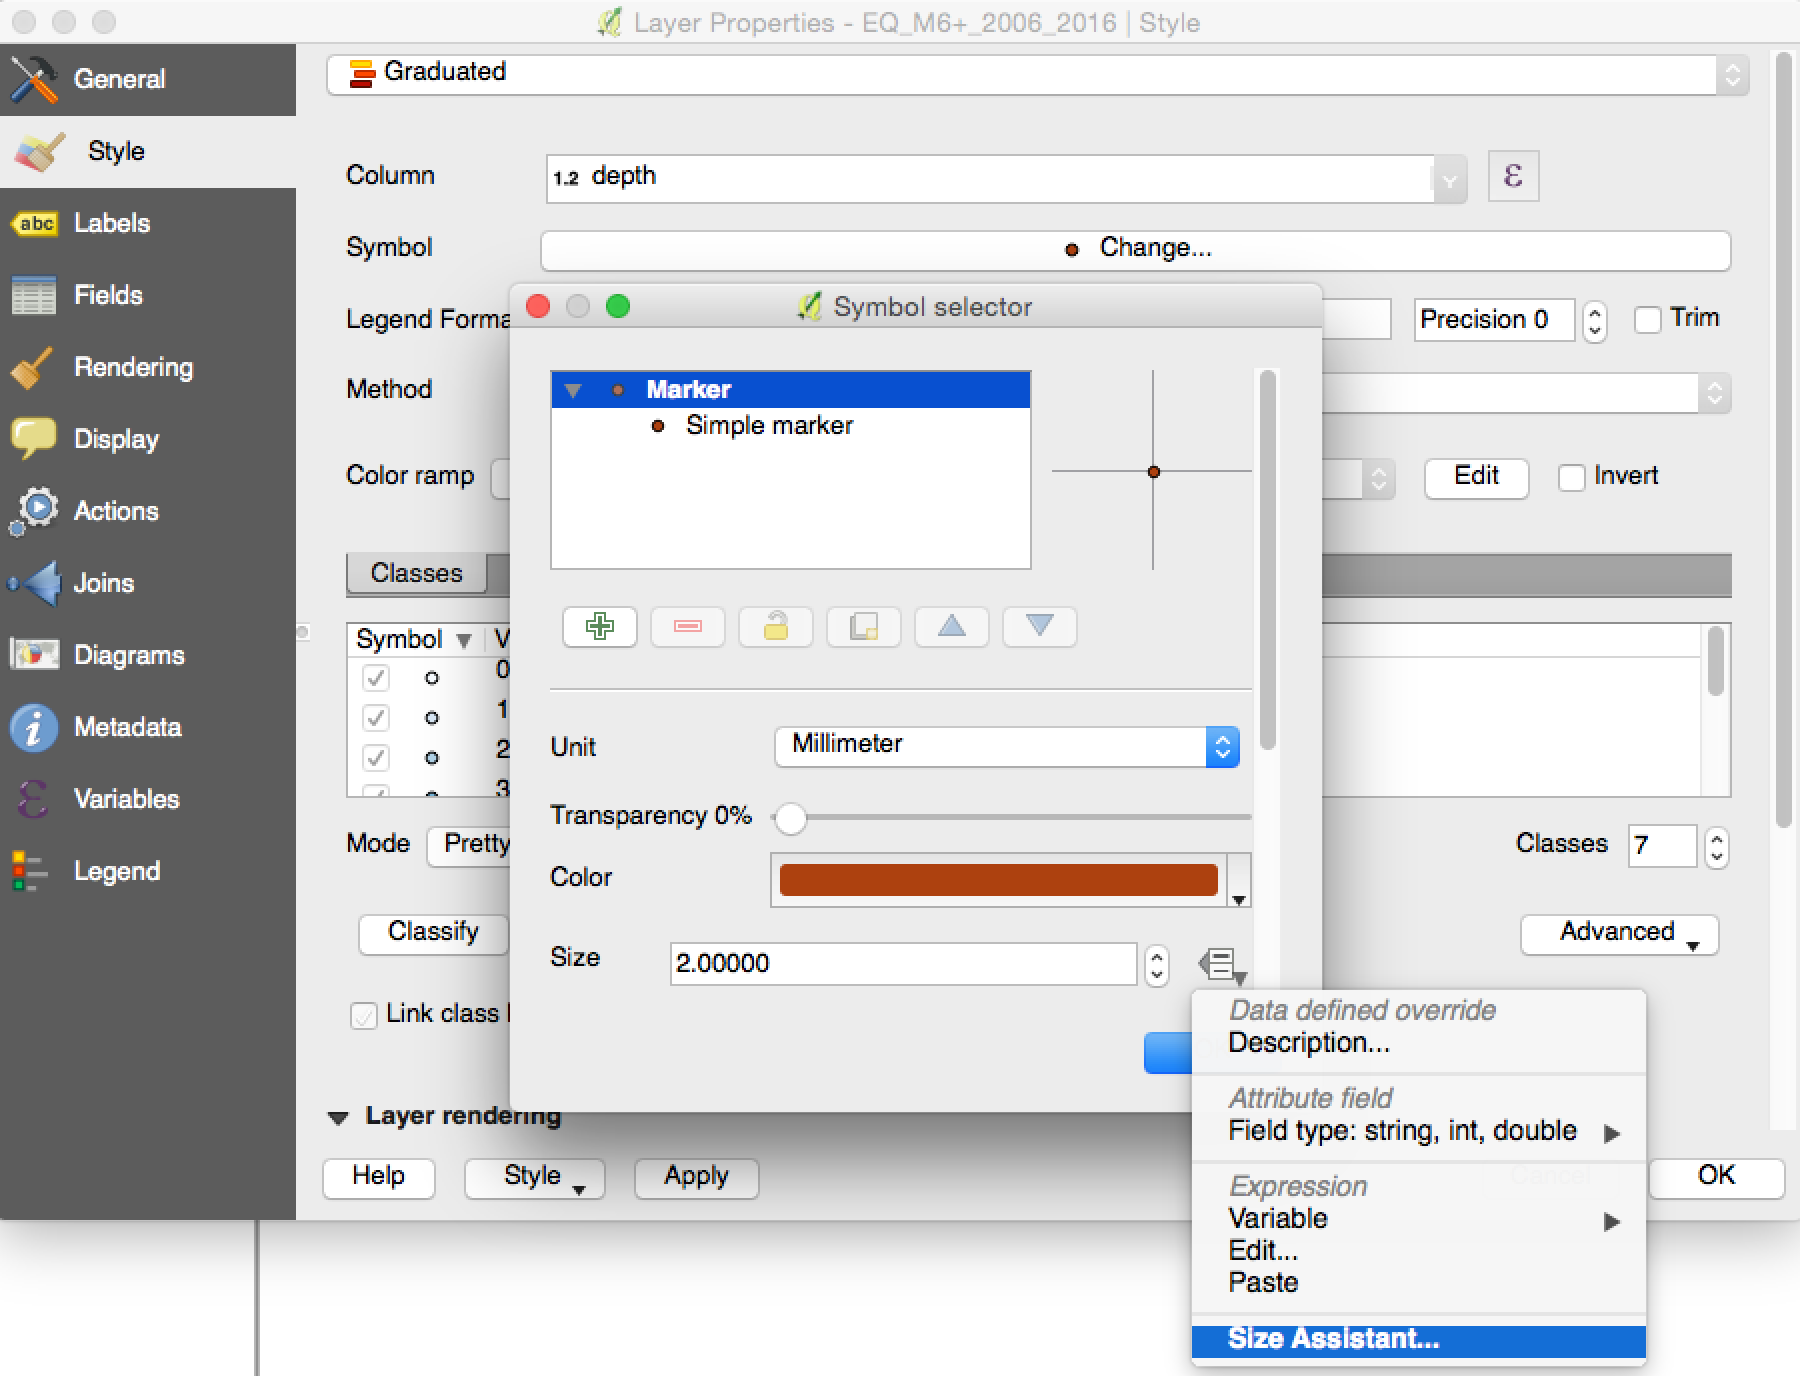 Layer Properties - EQ_M6+_2006_2016 | Style
General
Style
abc Labels
Fields
Rendering
Display
Actions
Joins
Diagrams
Metadata
Variables
Legend
Graduated
Column 1.2 depth ε
Symbol Change...
Legend Forma Precision 0 Trim
Method
Color ramp Edit Invert
Classes
Symbol V
0
1
2
3
Mode Pretty Classes 7
Classify Advanced
Link class
Layer rendering
Help Style Apply Cancel OK
Symbol selector
Marker
Simple marker
Unit Millimeter
Transparency 0%
Color
Size 2.00000
Data defined override
Description...
Attribute field
Field type: string, int, double
Expression
Variable
Edit...
Paste
Size Assistant...